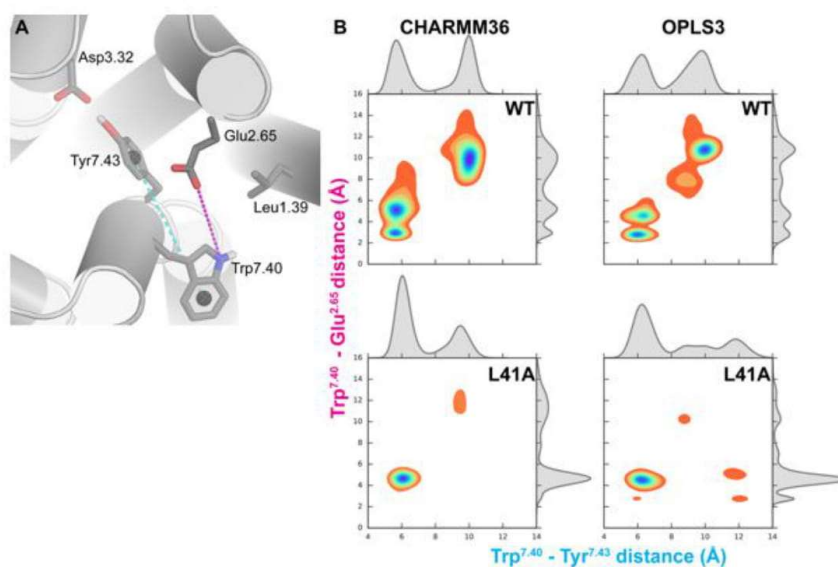 A
Asp3.32
Tyr7.43
Glu2.65
Leu1.39
Trp7.40
B
CHARMM36
OPLS3
WT
WT
16
14
12
10
8
6
4
2
0
L41A
L41A
16
14
12
10
8
6
4
2
0
4 6 8 10 12 14
4 6 8 10 12 14
Trp7.40 - Glu2.65 distance (Å)
Trp7.40 - Tyr7.43 distance (Å)